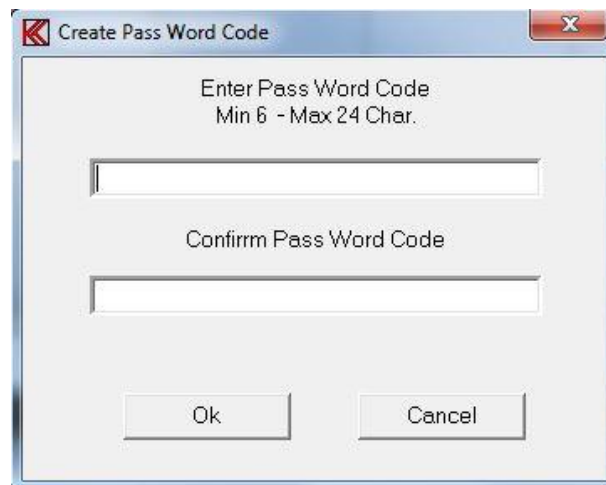 Create Pass Word Code
Enter Pass Word Code
Min 6 - Max 24 Char.
Confirrm Pass Word Code
Ok
Cancel